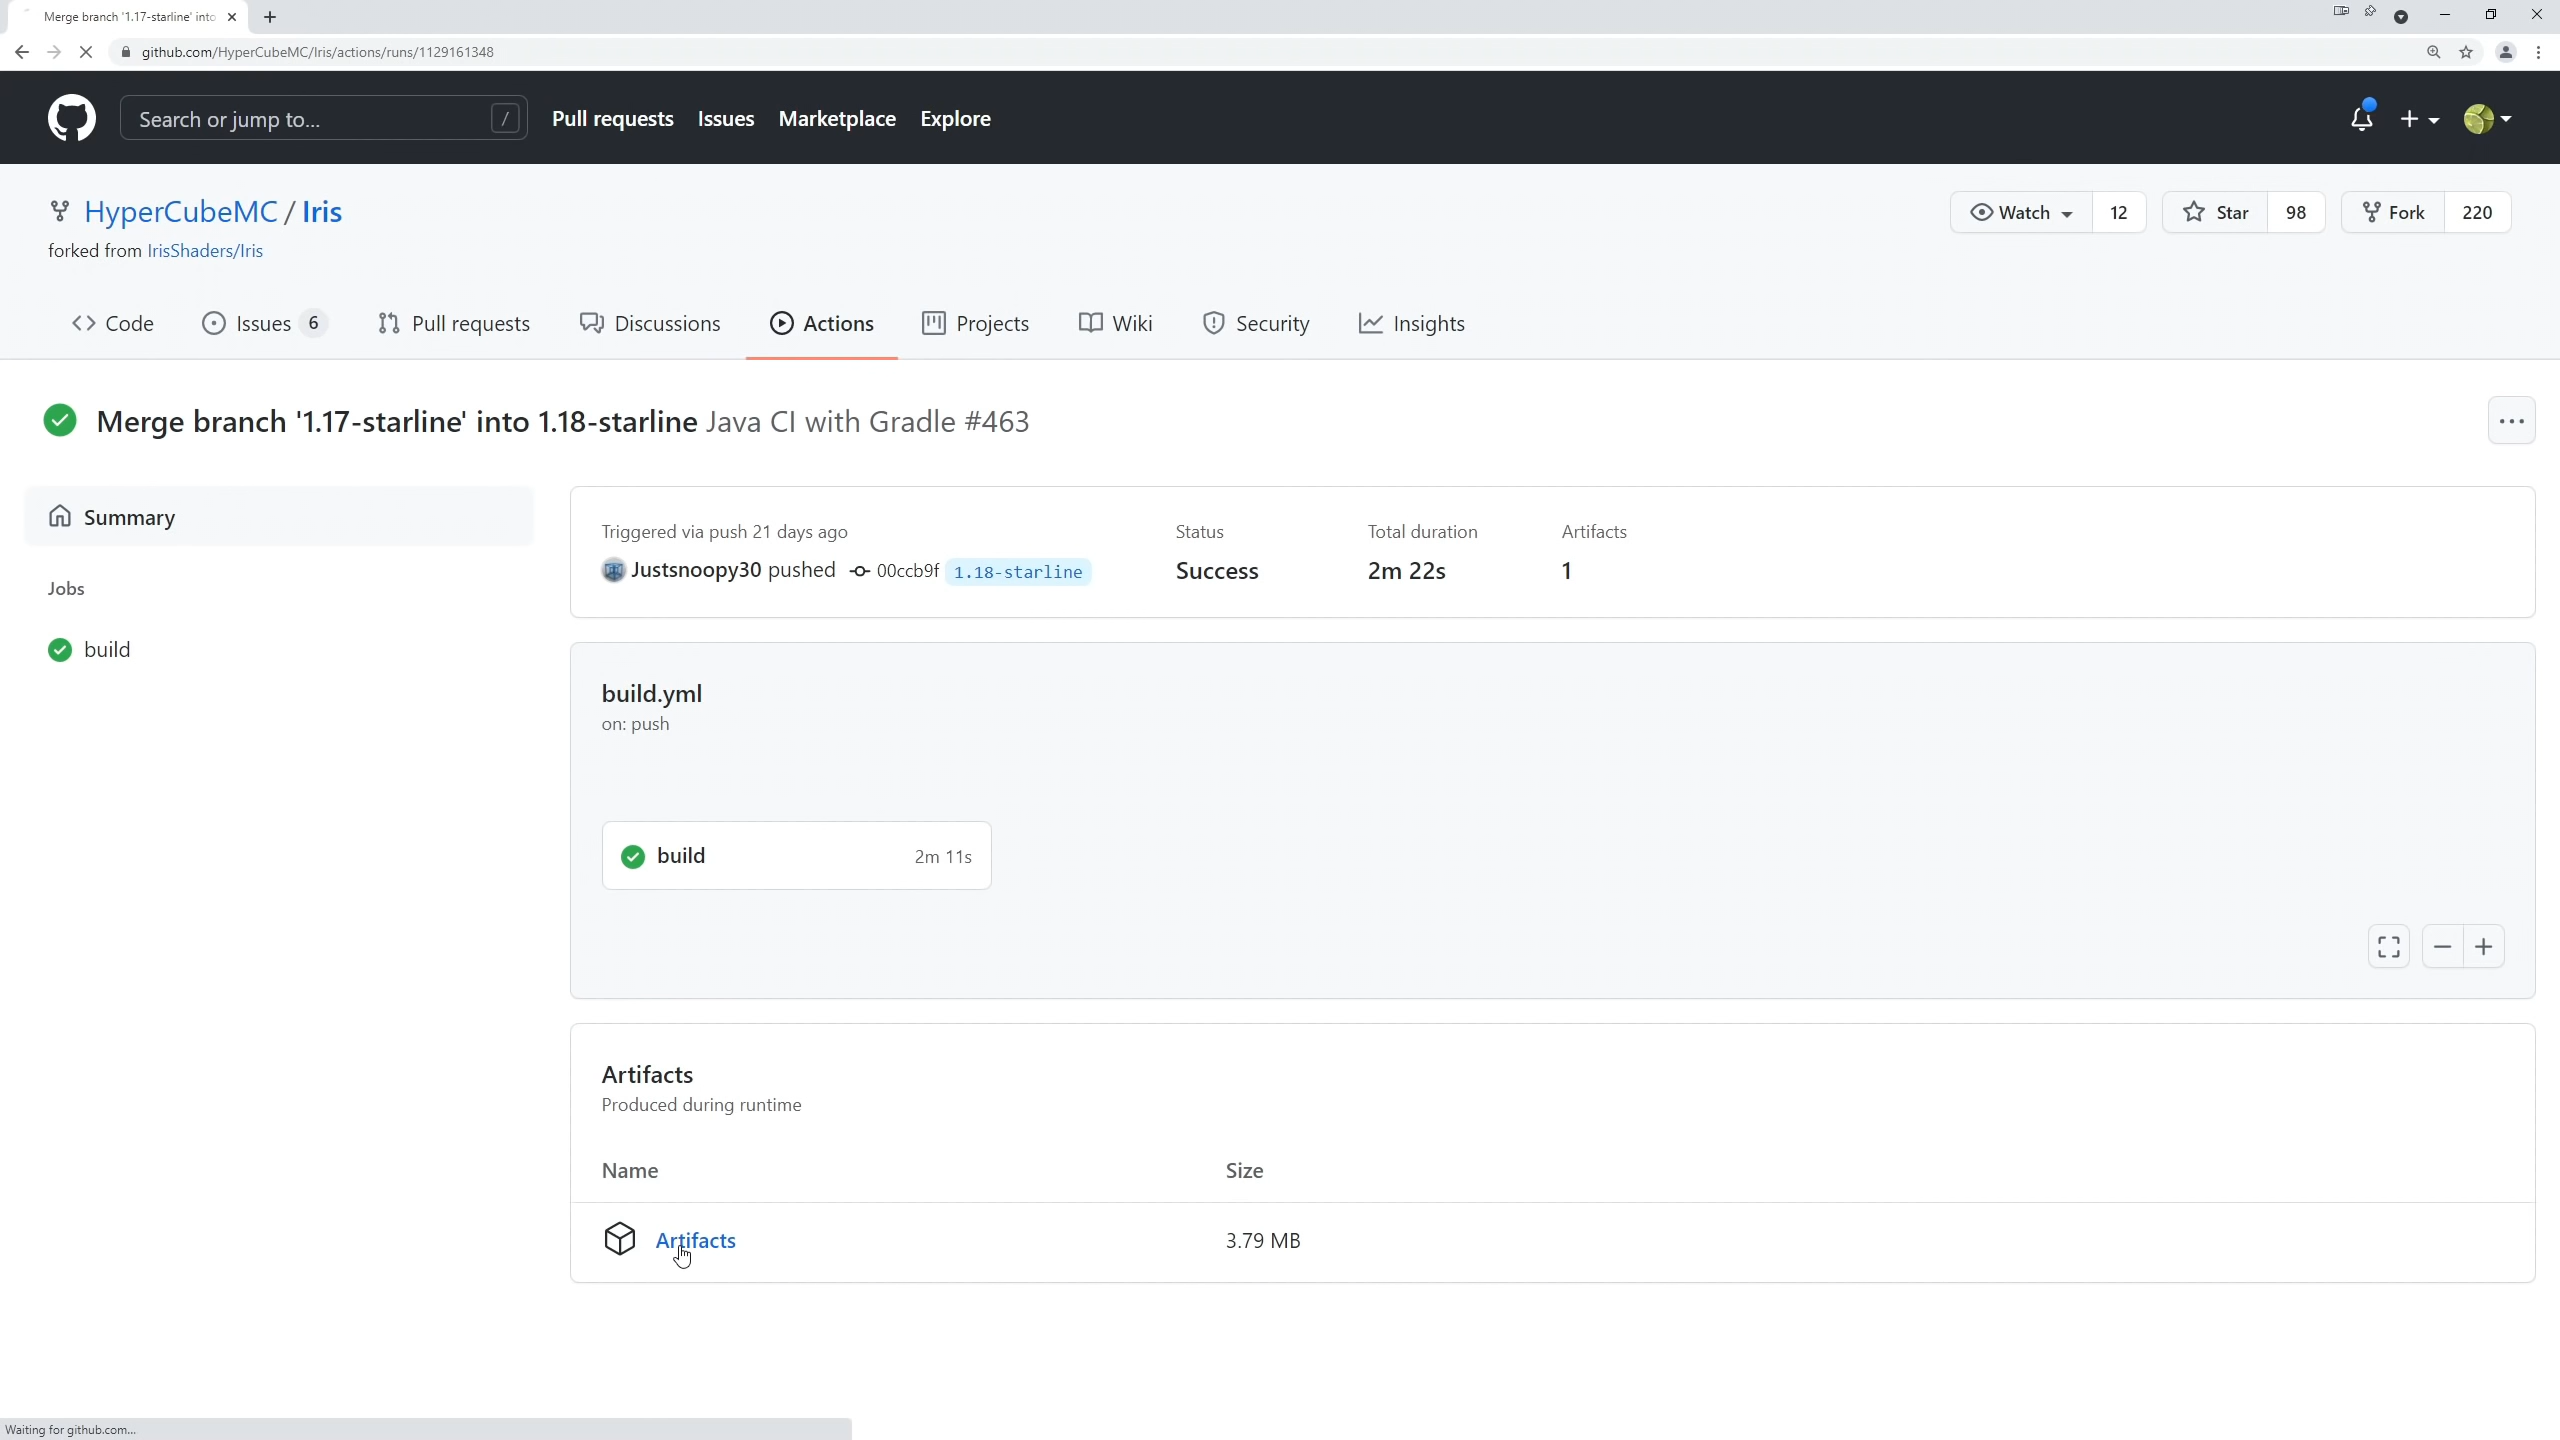 Merge branch '1.17-starline' into
github.com/HyperCubeMC/Iris/actions/runs/1129161348
Search or jump to... /
Pull requests Issues Marketplace Explore
HyperCubeMC / Iris
forked from IrisShaders/Iris
Watch 12 Star 98 Fork 220
Code Issues 6 Pull requests Discussions Actions Projects Wiki Security Insights
Merge branch '1.17-starline' into 1.18-starline Java CI with Gradle #463
Summary
Jobs
build
Triggered via push 21 days ago Status Total duration Artifacts
Justsnoopy30 pushed 00ccb9f 1.18-starline Success 2m 22s 1
build.yml
on: push
build 2m 11s
Artifacts
Produced during runtime
Name Size
Artifacts 3.79 MB
Waiting for github.com...